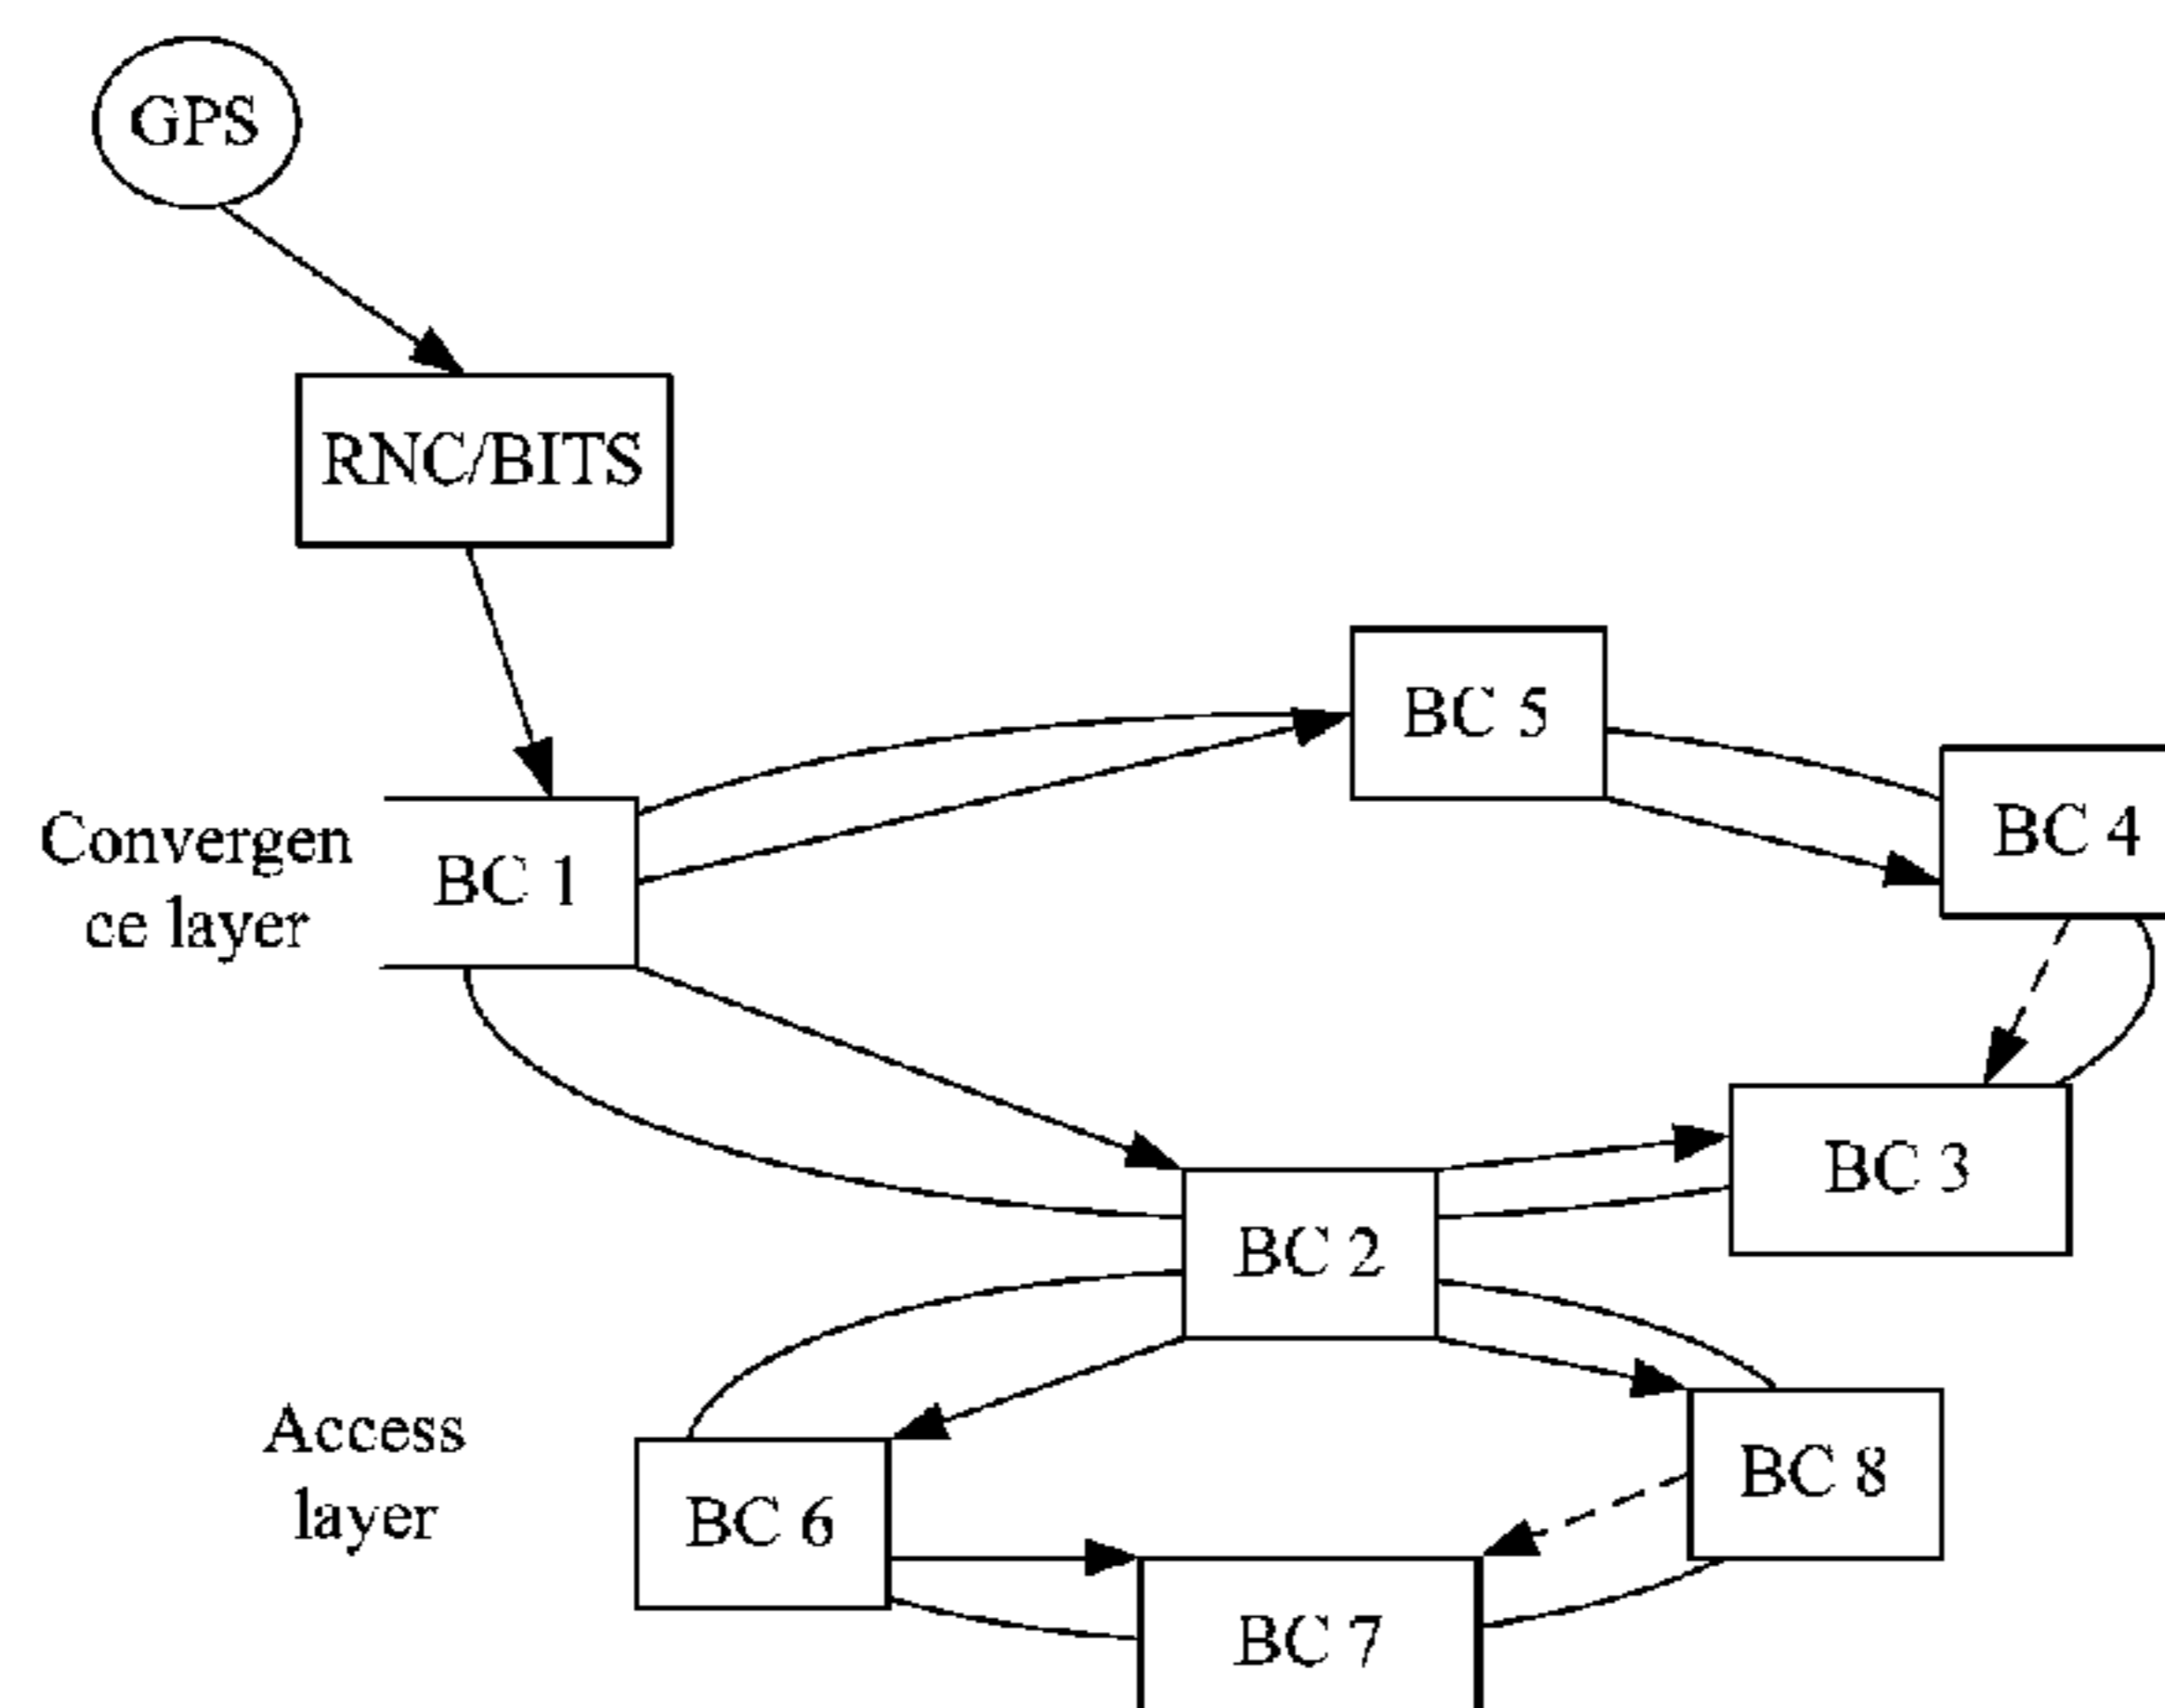 GPS
RNC/BITS
BC 5
BC 4
Convergen
ce layer
BC 1
BC 3
BC 2
Access
layer
BC 6
BC 8
BC 7